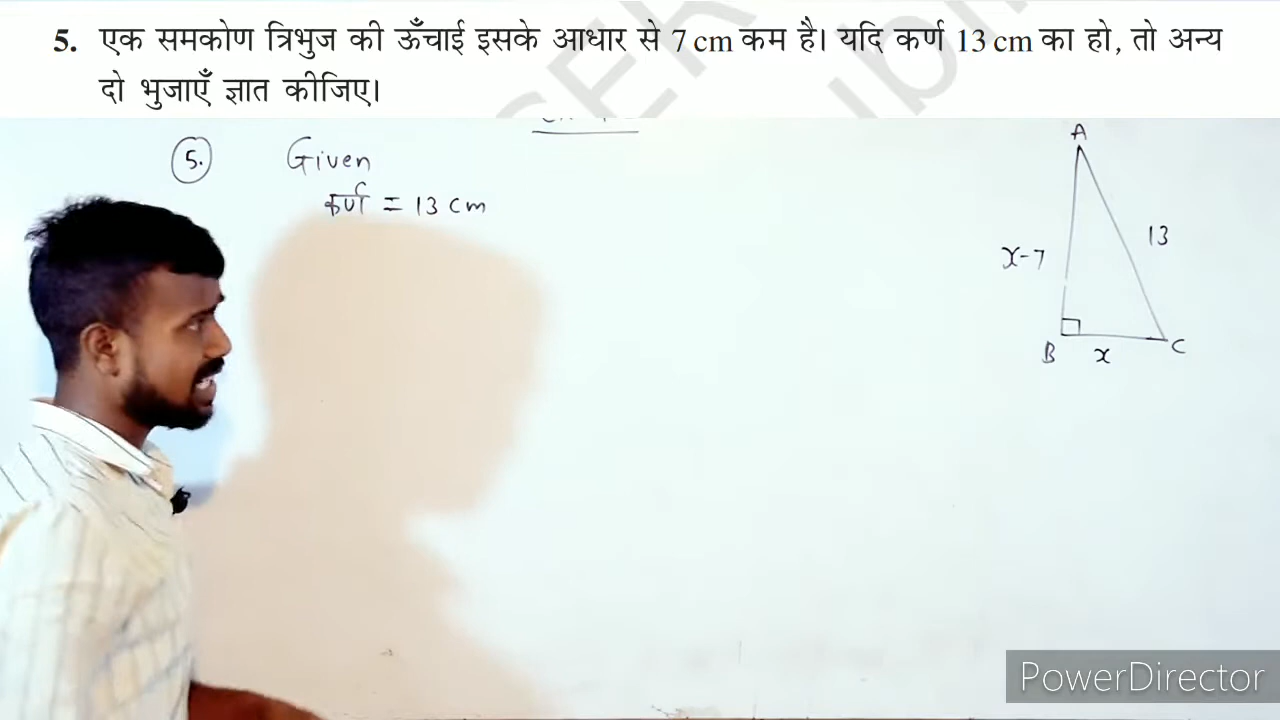 5. एक समकोण त्रिभुज की ऊँचाई इसके आधार से 7 cm कम है। यदि कर्ण 13 cm का हो, तो अन्य
दो भुजाएँ ज्ञात कीजिए।
5. Given
कर्ण = 13 cm
A
x-7
13
B
x
C
PowerDirector